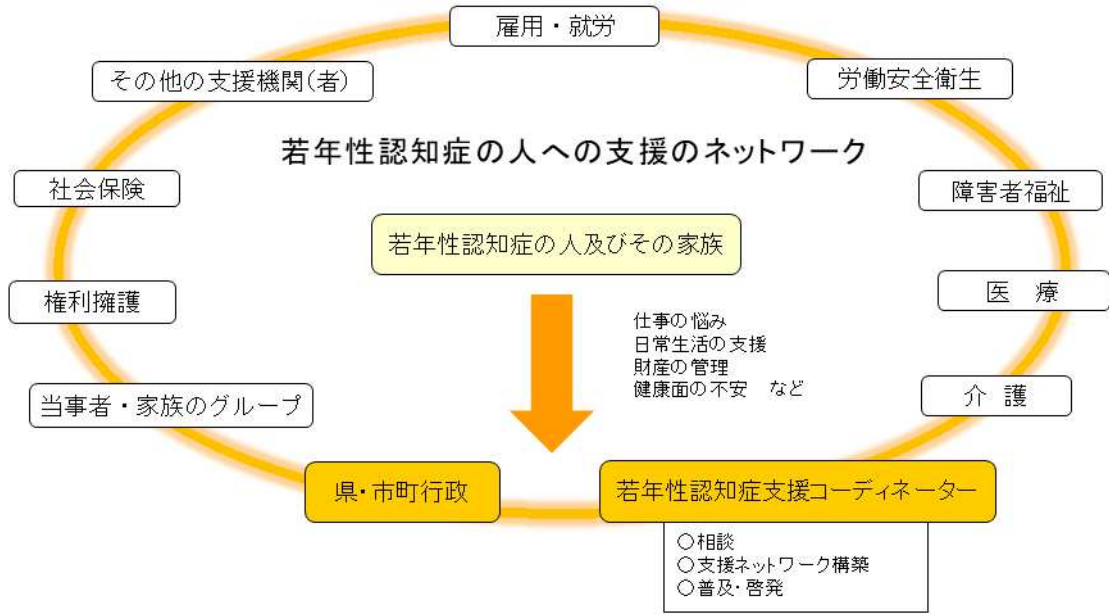 雇用・就労
その他の支援機関(者)
労働安全衛生
若年性認知症の人への支援のネットワーク
社会保険
障害者福祉
若年性認知症の人及びその家族
権利擁護
医　療
仕事の悩み
日常生活の支援
財産の管理
健康面の不安　など
当事者・家族のグループ
介　護
県・市町行政
若年性認知症支援コーディネーター
○相談
○支援ネットワーク構築
○普及・啓発